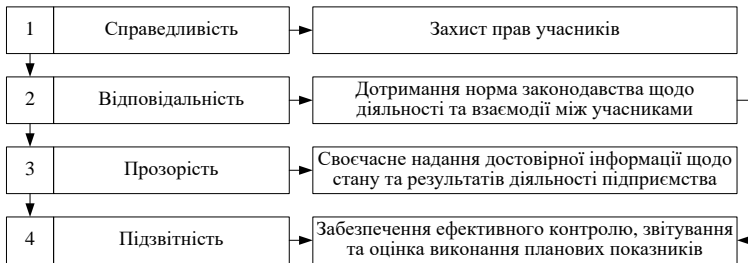 1 Справедливість Захист прав учасників
2 Відповідальність Дотримання норма законодавства щодо
діяльності та взаємодії між учасниками
3 Прозорість Своєчасне надання достовірної інформації щодо
стану та результатів діяльності підприємства
4 Підзвітність Забезпечення ефективного контролю, звітування
та оцінка виконання планових показників